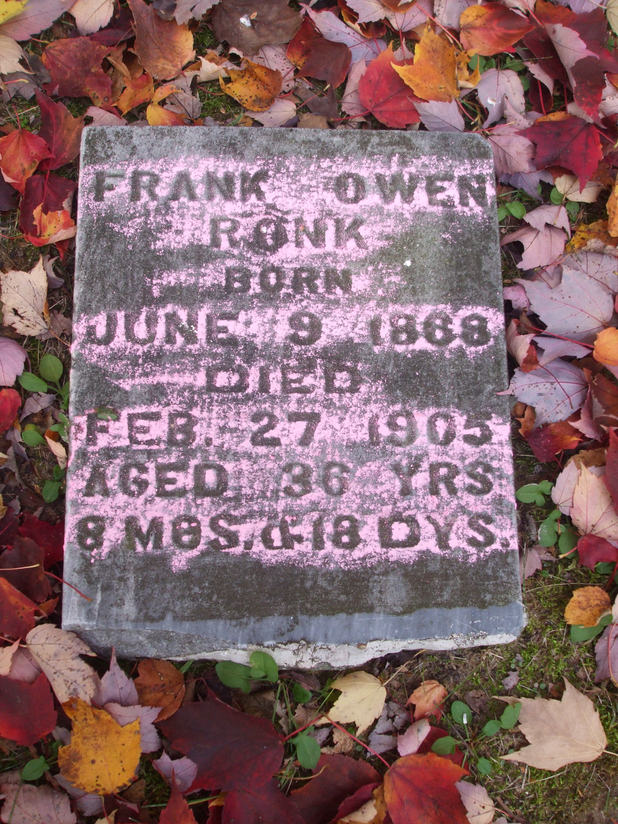 FRANK OWEN
RONK
BORN
JUNE 9 1868
DIED
FEB. 27 1905
AGED 36 YRS
8 MOS. & 18 DYS.